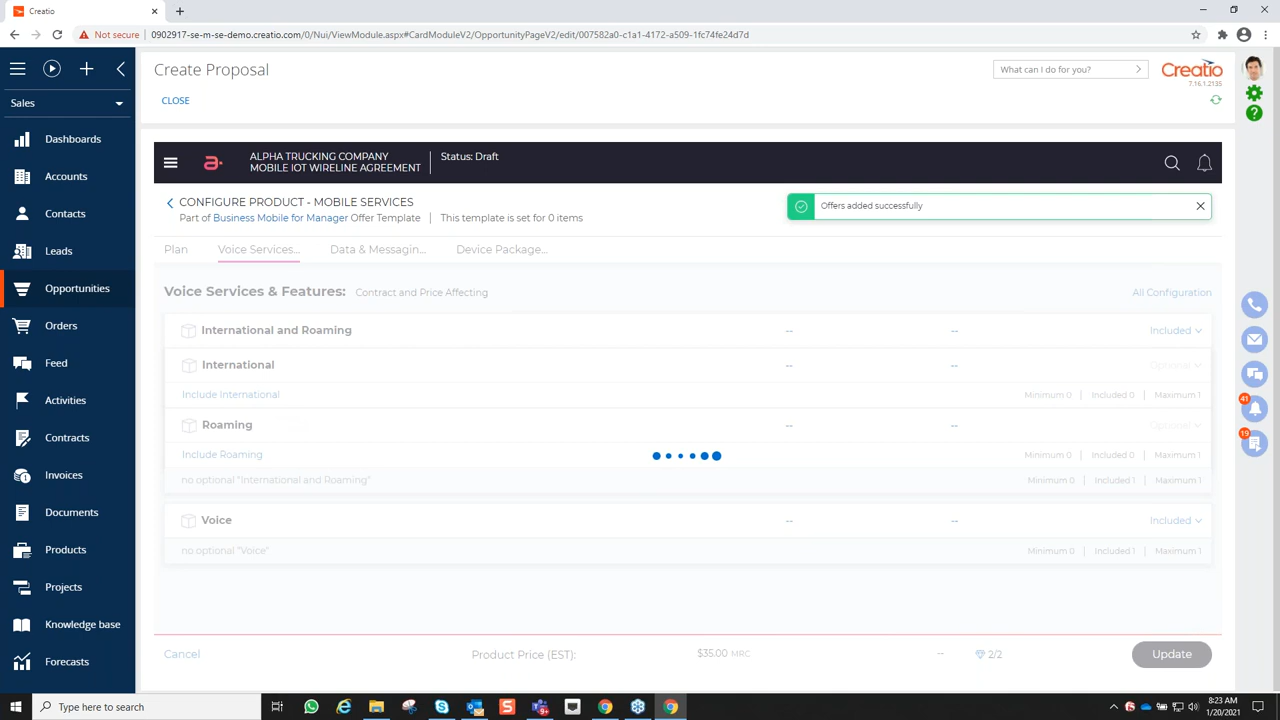 Creatio
Not secure
0902917-se-m-se-demo.creatio.com/0/Nui/ViewModule.aspx#CardModuleV2/OpportunityPageV2/edit/007582a0-c1a1-4172-a509-1fc74fe24d7d
Sales
Dashboards
Accounts
Contacts
Leads
Opportunities
Orders
Feed
Activities
Contracts
Invoices
Documents
Products
Projects
Knowledge base
Forecasts
Create Proposal
What can I do for you?
Creatio
7.16.1.2135
CLOSE
ALPHA TRUCKING COMPANY
MOBILE IOT WIRELINE AGREEMENT
Status: Draft
CONFIGURE PRODUCT - MOBILE SERVICES
Part of Business Mobile for Manager Offer Template
This template is set for 0 items
Offers added successfully
Plan
Voice Services...
Data & Messagin...
Device Package...
Voice Services & Features: Contract and Price Affecting
All Configuration
International and Roaming -- -- Included
International -- -- Optional
Include International Minimum 0 Included 0 Maximum 1
Roaming -- -- Optional
Include Roaming Minimum 0 Included 0 Maximum 1
no optional "International and Roaming" Minimum 0 Included 1 Maximum 1
Voice -- -- Included
no optional "Voice" Minimum 0 Included 1 Maximum 1
Cancel
Product Price (EST): $35.00 MRC -- 2/2
Update
41
19
Type here to search
8:23 AM
1/20/2021